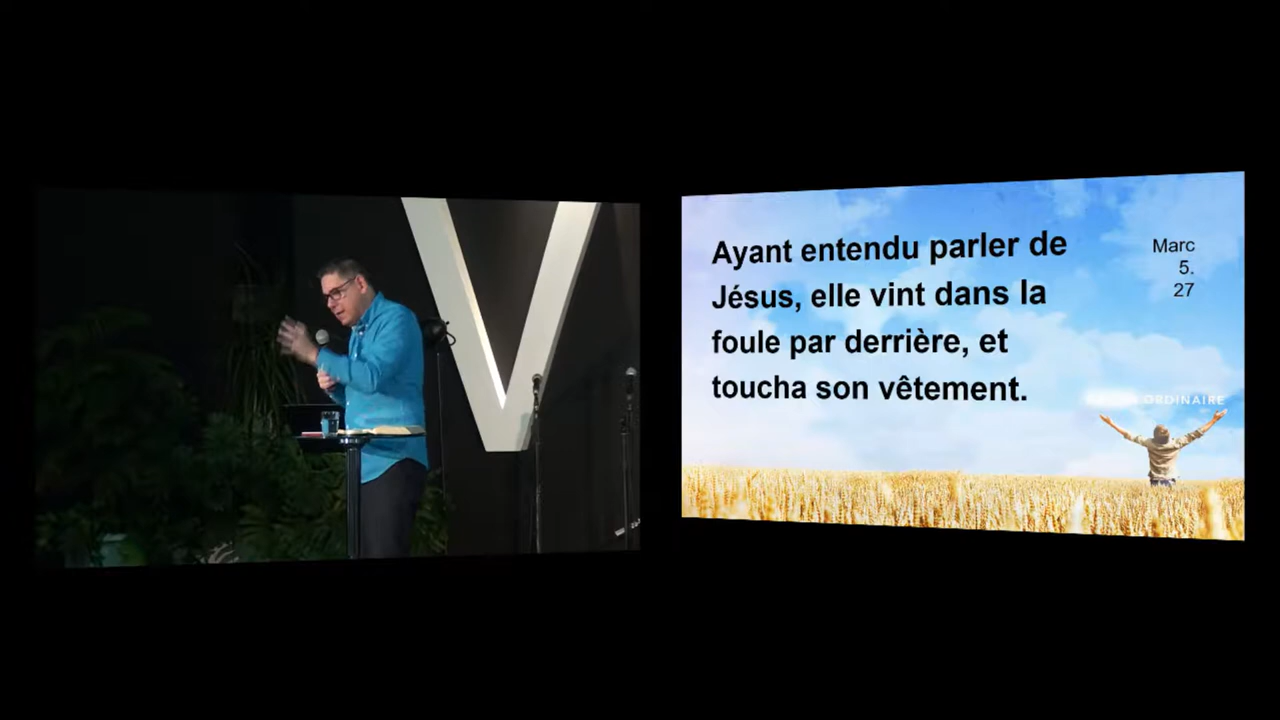 V
Ayant entendu parler de
Jésus, elle vint dans la
foule par derrière, et
toucha son vêtement.
Marc
5.
27
ORDINAIRE